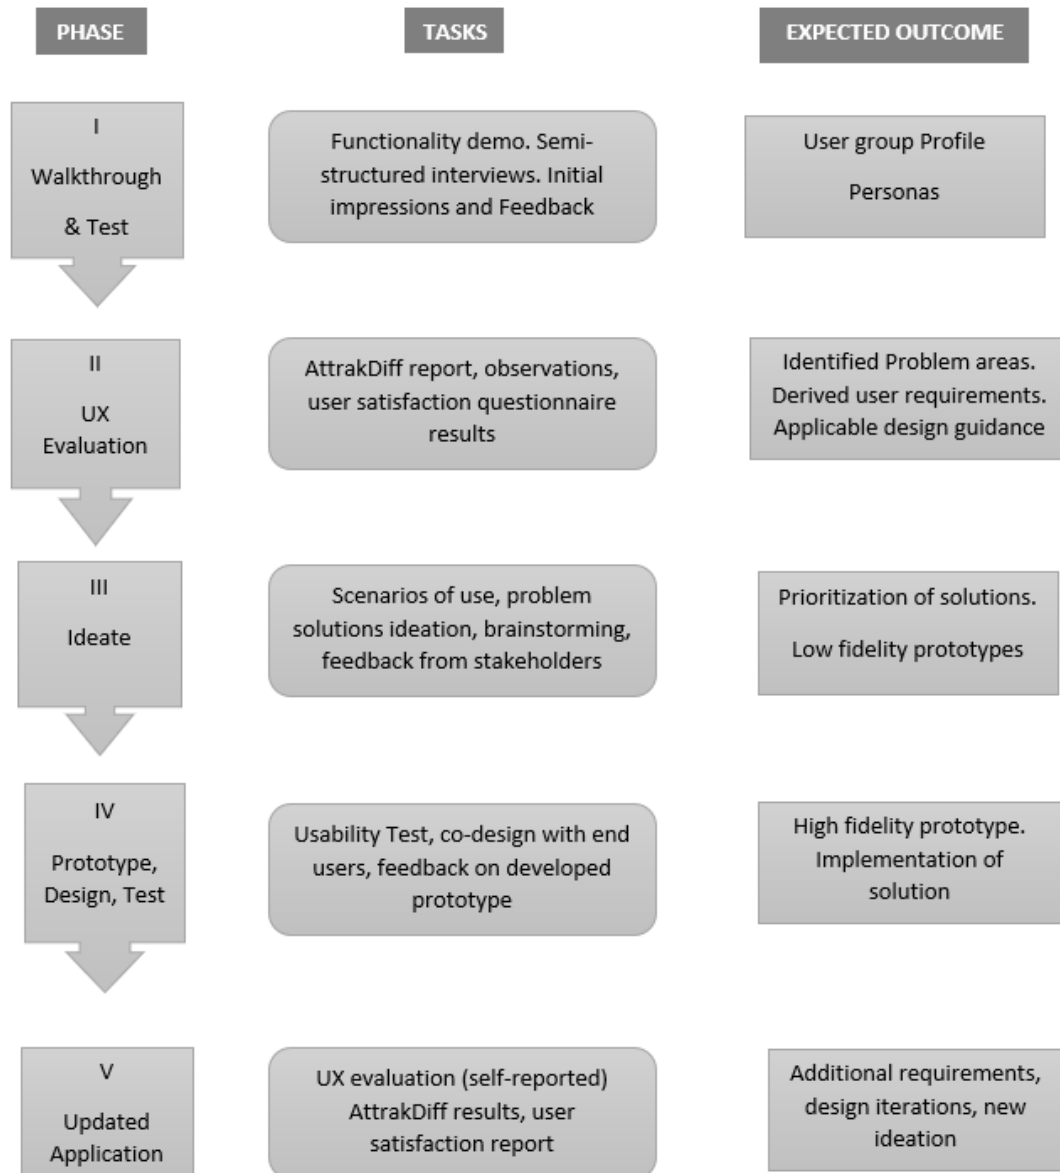 PHASE
TASKS
EXPECTED OUTCOME
I
Walkthrough
& Test
Functionality demo. Semi-
structured interviews. Initial
impressions and Feedback
User group Profile
Personas
II
UX
Evaluation
AttrakDiff report, observations,
user satisfaction questionnaire
results
Identified Problem areas.
Derived user requirements.
Applicable design guidance
III
Ideate
Scenarios of use, problem
solutions ideation, brainstorming,
feedback from stakeholders
Prioritization of solutions.
Low fidelity prototypes
IV
Prototype,
Design, Test
Usability Test, co-design with end
users, feedback on developed
prototype
High fidelity prototype.
Implementation of
solution
V
Updated
Application
UX evaluation (self-reported)
AttrakDiff results, user
satisfaction report
Additional requirements,
design iterations, new
ideation